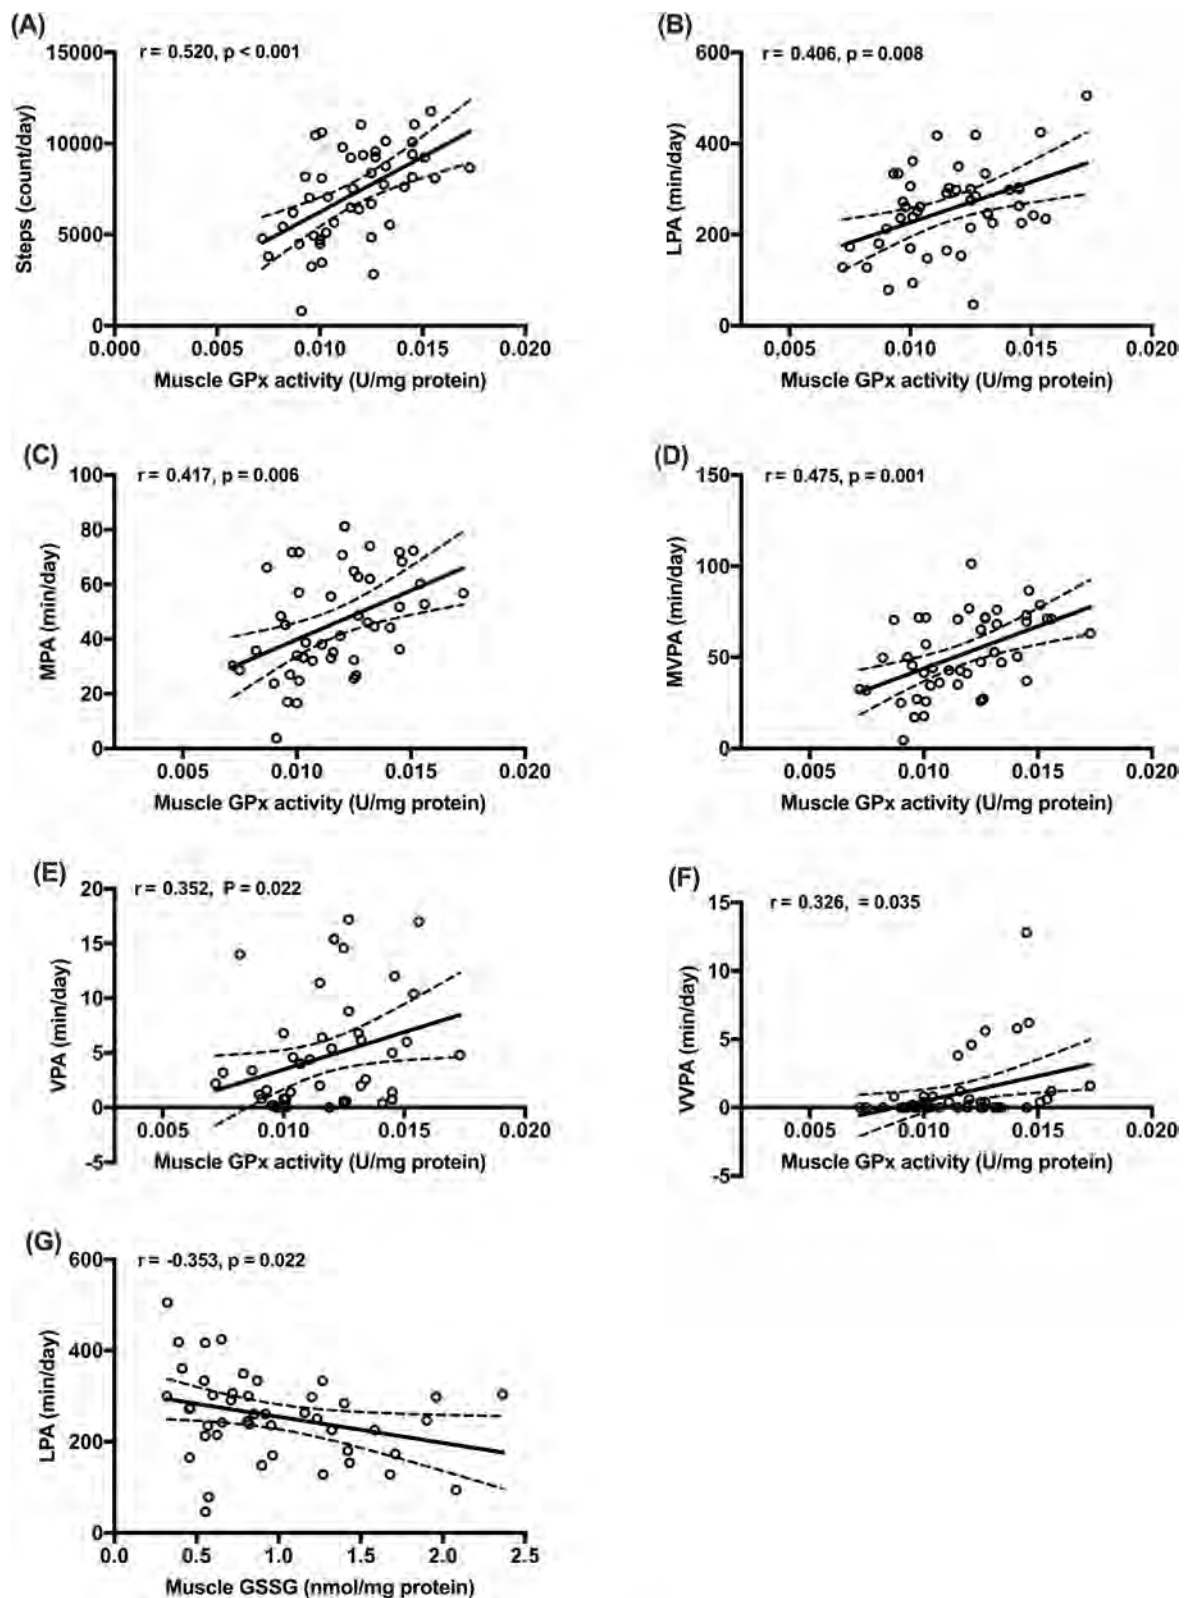 (A)
r = 0.520, p < 0.001
15000
10000
5000
0
Steps (count/day)
0.000 0.005 0.010 0.015 0.020
Muscle GPx activity (U/mg protein)
(B)
r = 0.406, p = 0.008
600
400
200
0
LPA (min/day)
0.005 0.010 0.015 0.020
Muscle GPx activity (U/mg protein)
(C)
r = 0.417, p = 0.006
100
80
60
40
20
0
MPA (min/day)
0.005 0.010 0.015 0.020
Muscle GPx activity (U/mg protein)
(D)
r = 0.475, p = 0.001
150
100
50
0
MVPA (min/day)
0.005 0.010 0.015 0.020
Muscle GPx activity (U/mg protein)
(E)
r = 0.352, P = 0.022
20
15
10
5
0
-5
VPA (min/day)
0.005 0.010 0.015 0.020
Muscle GPx activity (U/mg protein)
(F)
r = 0.326, = 0.035
15
10
5
0
-5
VVPA (min/day)
0.005 0.010 0.015 0.020
Muscle GPx activity (U/mg protein)
(G)
r = -0.353, p = 0.022
600
400
200
0
LPA (min/day)
0.0 0.5 1.0 1.5 2.0 2.5
Muscle GSSG (nmol/mg protein)